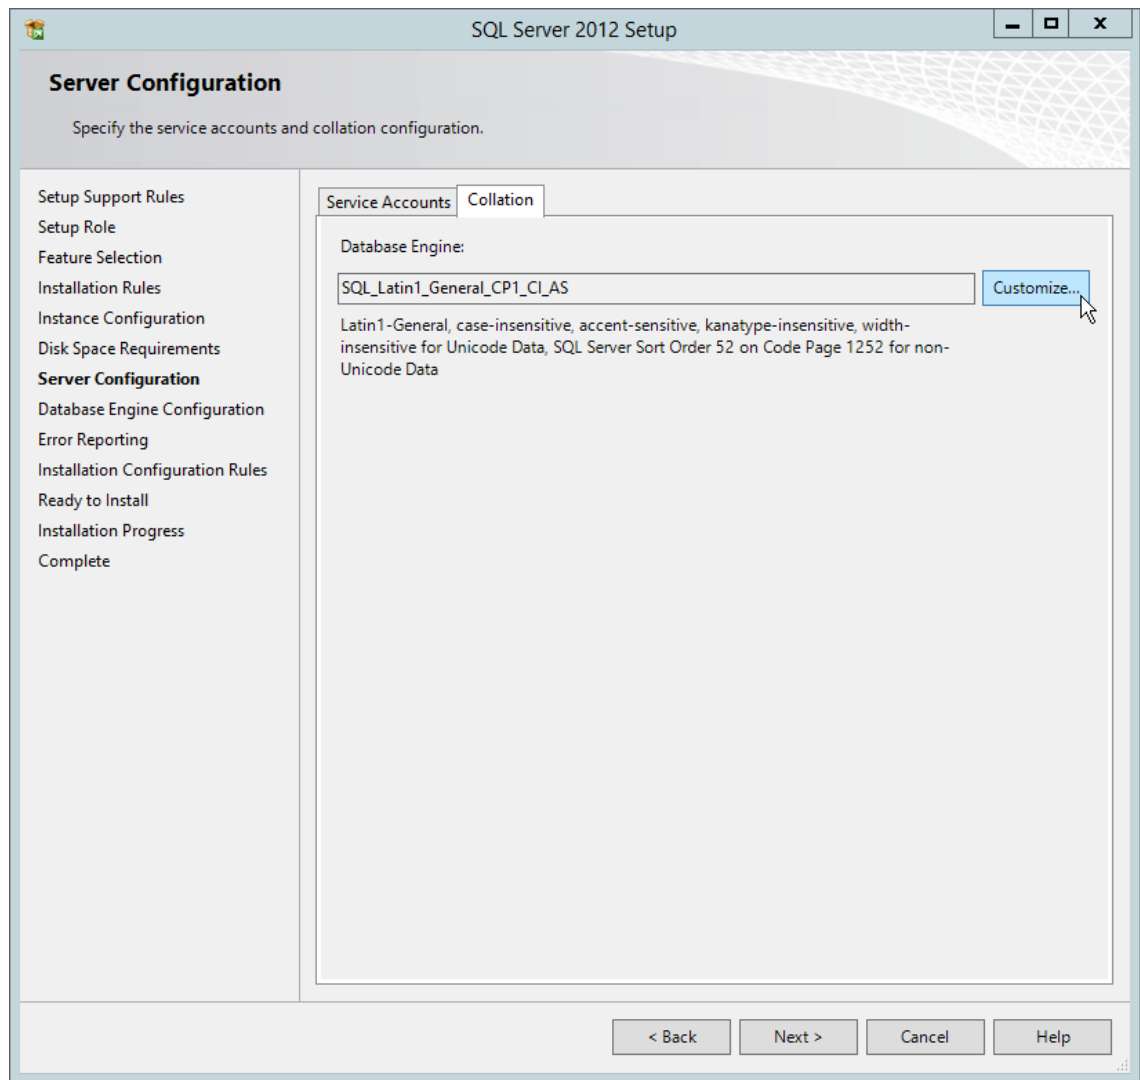 SQL Server 2012 Setup
Server Configuration
Specify the service accounts and collation configuration.
Setup Support Rules
Setup Role
Feature Selection
Installation Rules
Instance Configuration
Disk Space Requirements
Server Configuration
Database Engine Configuration
Error Reporting
Installation Configuration Rules
Ready to Install
Installation Progress
Complete
Service Accounts
Collation
Database Engine:
SQL_Latin1_General_CP1_CI_AS
Customize...
Latin1-General, case-insensitive, accent-sensitive, kanatype-insensitive, width-
insensitive for Unicode Data, SQL Server Sort Order 52 on Code Page 1252 for non-
Unicode Data
< Back
Next >
Cancel
Help